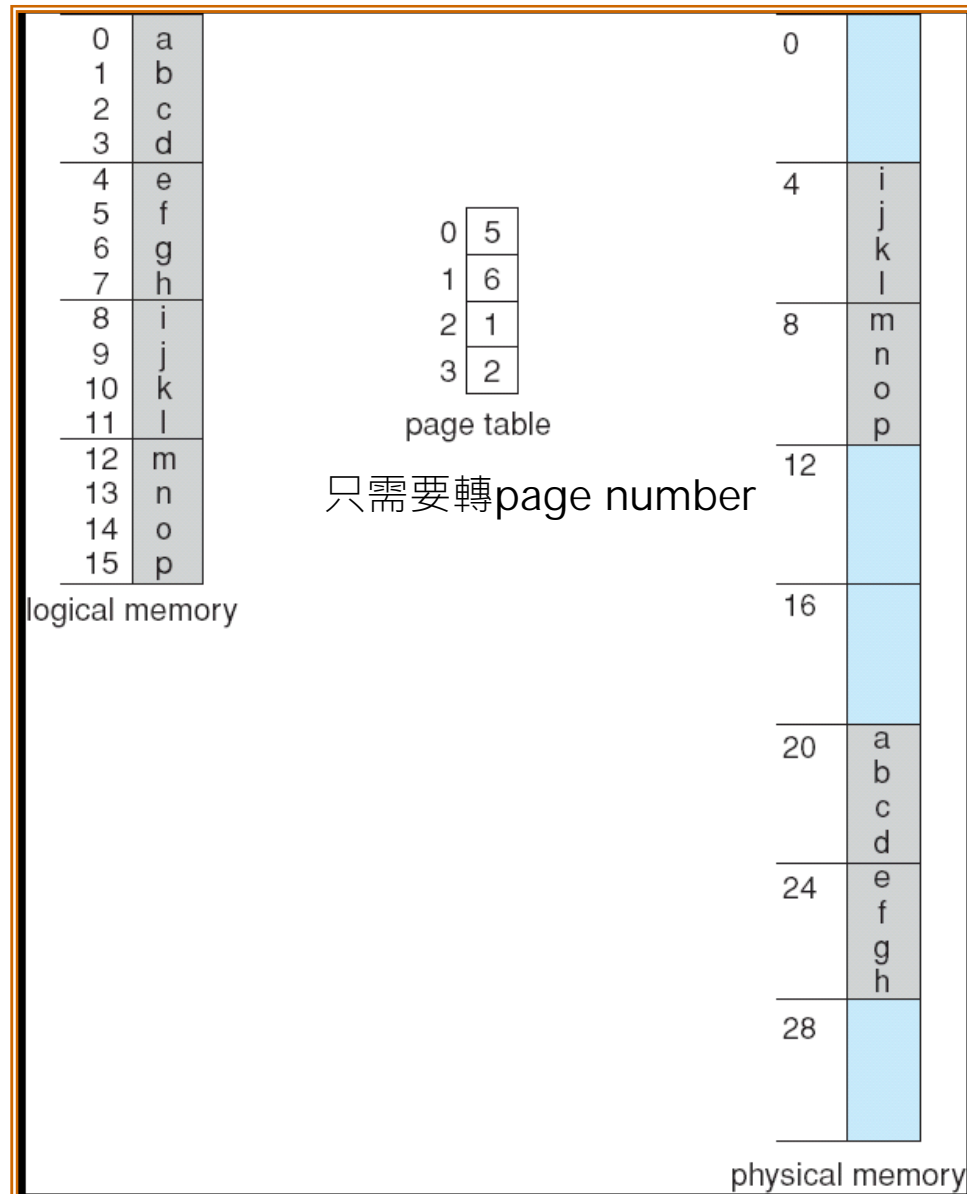 0 a
1 b
2 c
3 d
4 e
5 f
6 g
7 h
8 i
9 j
10 k
11 l
12 m
13 n
14 o
15 p
logical memory
0 5
1 6
2 1
3 2
page table
只需要轉page number
0
4 i
j
k
l
8 m
n
o
p
12
16
20 a
b
c
d
24 e
f
g
h
28
physical memory